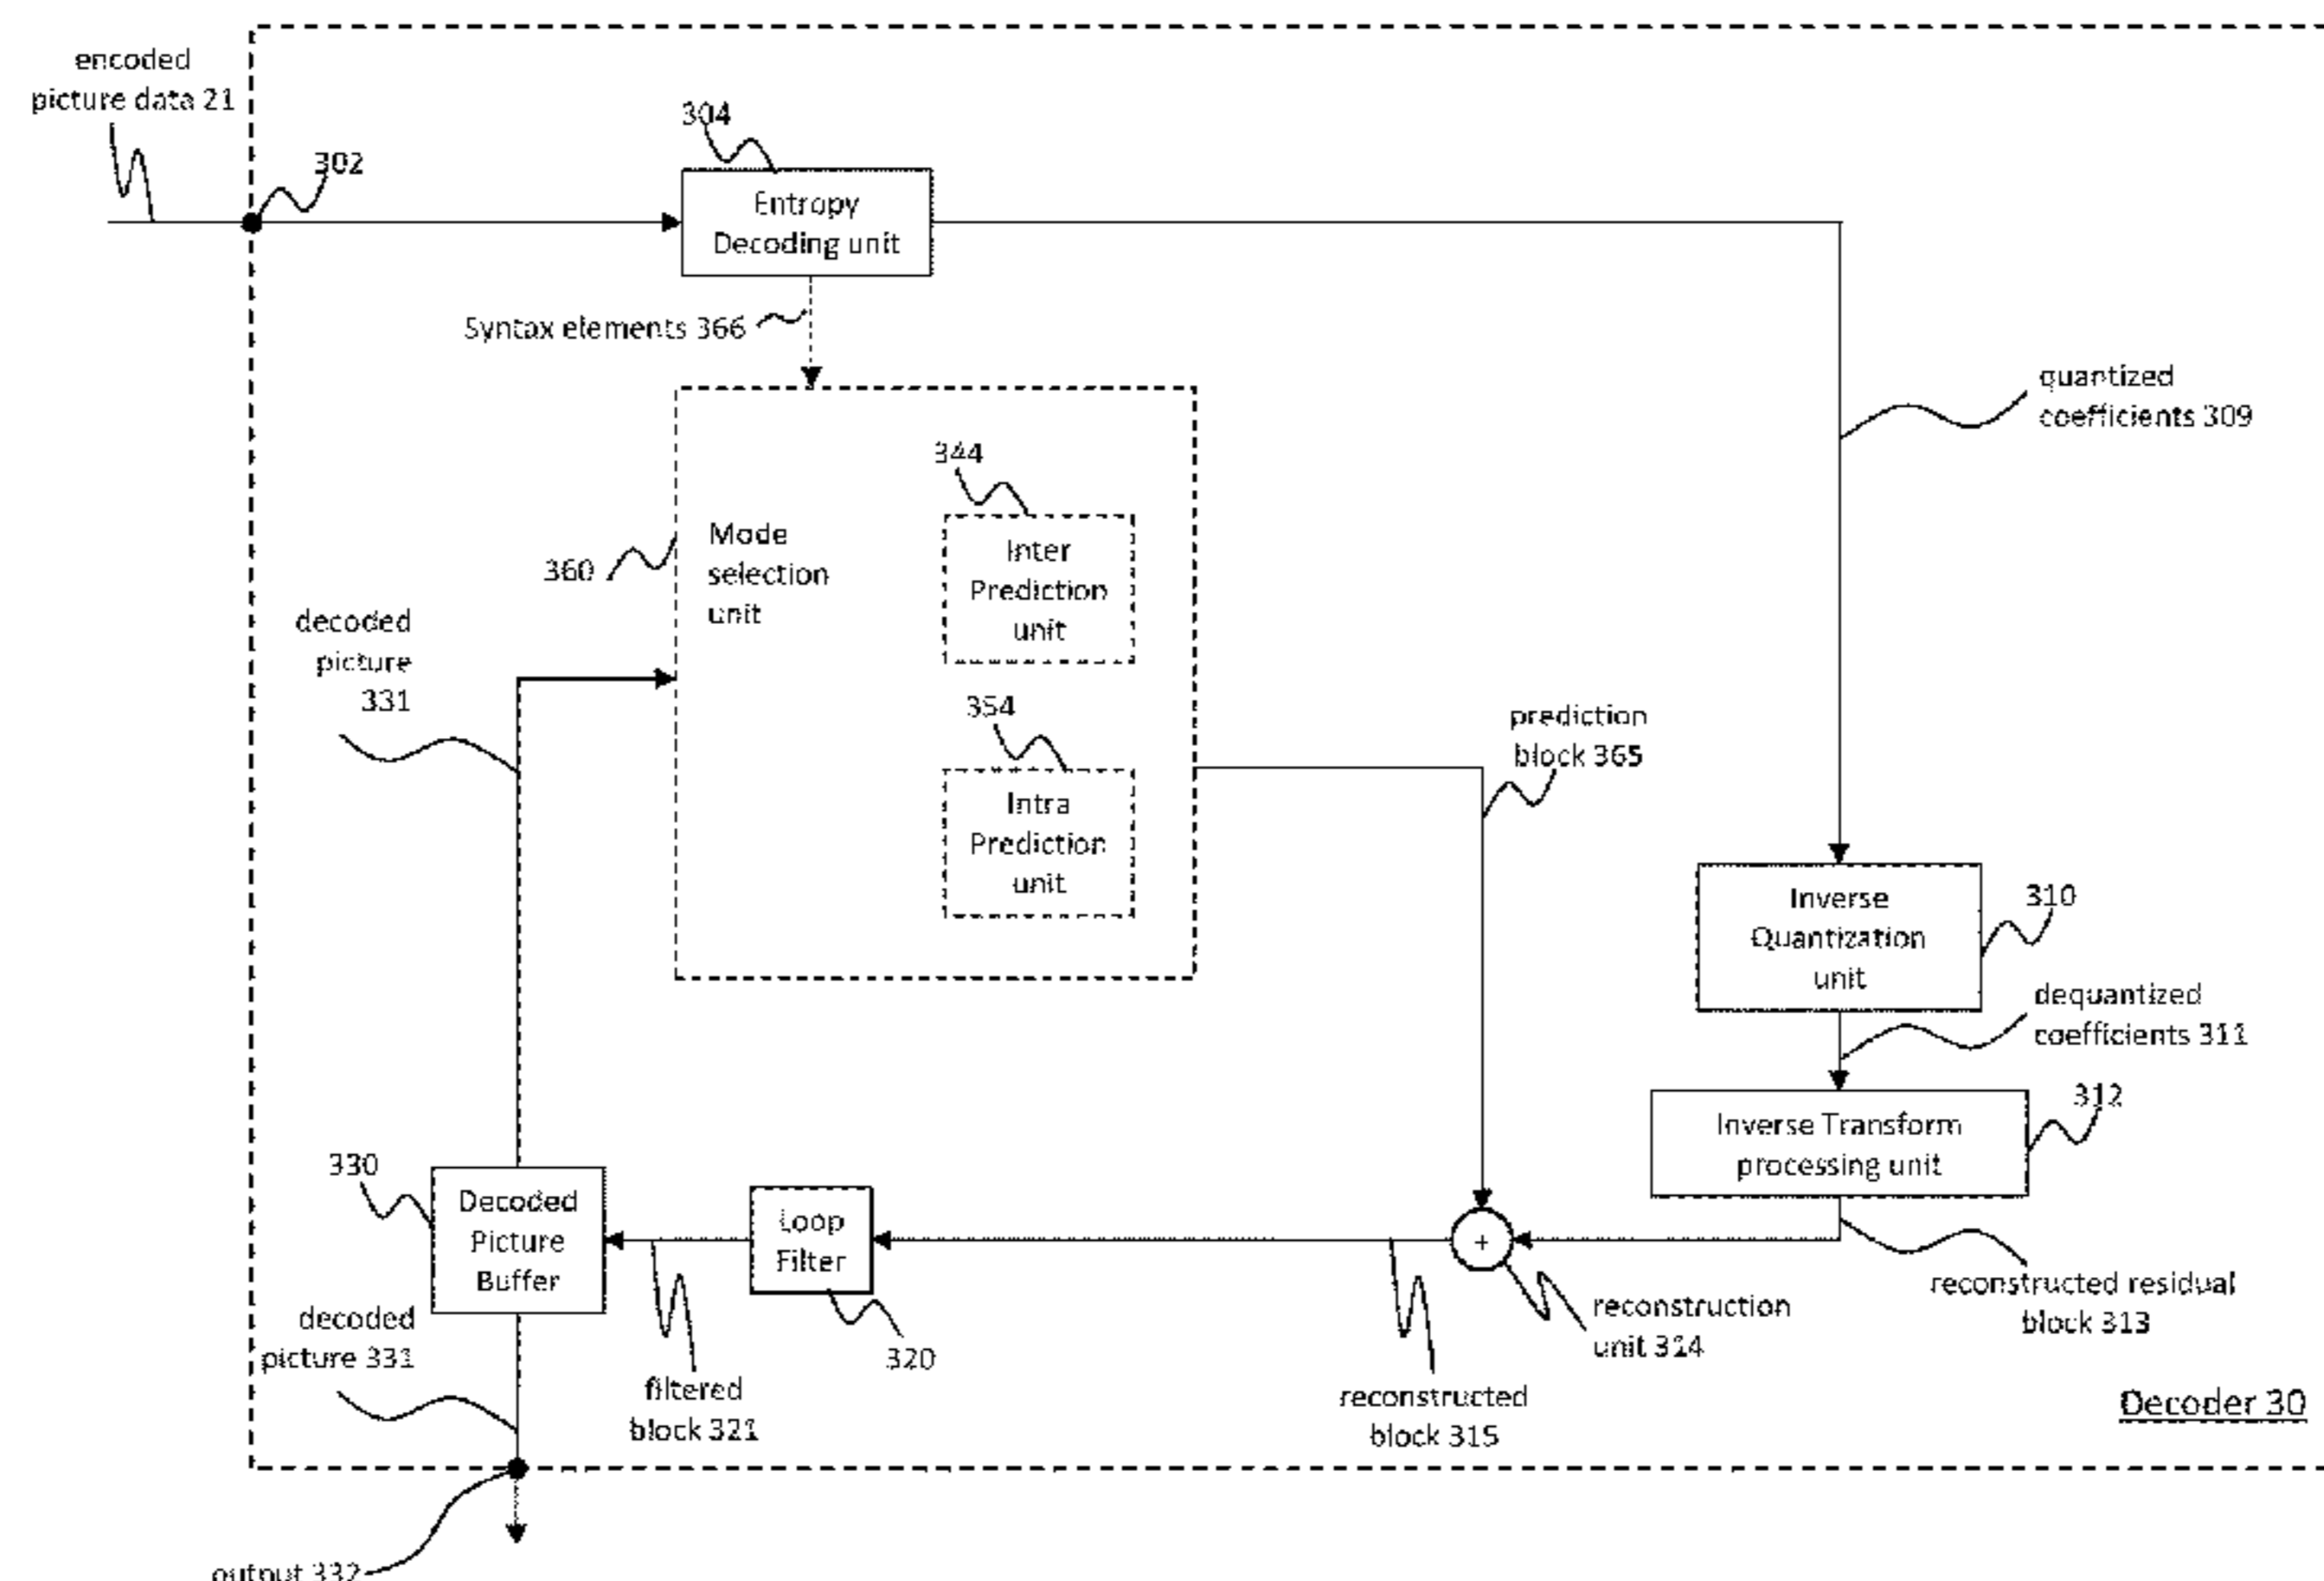 encoded
picture data 21
302
304
Entropy
Decoding unit
Syntax elements 366
quantized
coefficients 309
344
Mode
selection
unit
360
Inter
Prediction
unit
decoded
picture
331
354
Intra
Prediction
unit
prediction
block 365
Inverse
Quantization
unit
310
dequantized
coefficients 311
312
Inverse Transform
processing unit
330
Decoded
Picture
Buffer
Loop
Filter
+
reconstructed residual
block 313
reconstruction
unit 314
decoded
picture 331
320
filtered
block 321
reconstructed
block 315
Decoder 30
output 332